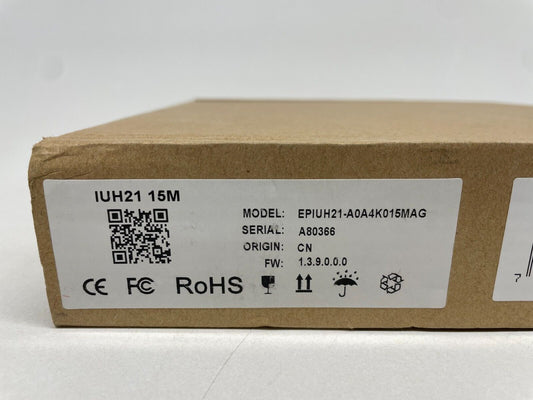 IUH21 15M
MODEL: EPIUH21-A0A4K015MAG
SERIAL: A80366
ORIGIN: CN
FW: 1.3.9.0.0.0
CE FC RoHS
7